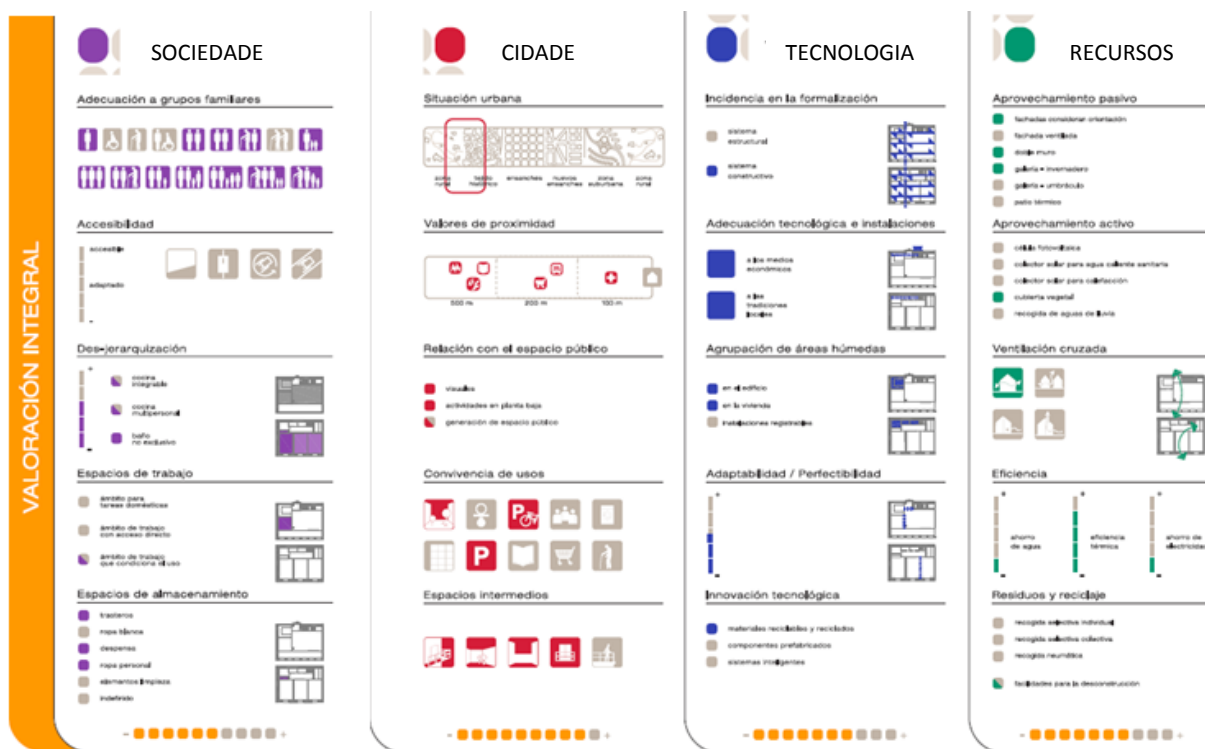 VALORACIÓN INTEGRAL
SOCIEDADE
Adecuación a grupos familiares
Accesibilidad
accesible
adaptado
-
Des-jerarquización
+
cocina
integrable
cocina
multipersonal
baño
no exclusivo
-
Espacios de trabajo
ámbito para
tareas domésticas
ámbito de trabajo
con acceso directo
ámbito de trabajo
que condiciona el uso
Espacios de almacenamiento
trasteros
ropa blanca
despensa
ropa personal
elementos limpieza
indefinido
- +
CIDADE
Situación urbana
zona
rural
tejido
histórico
ensanches
nuevos
ensanches
zona
suburbana
zona
rural
Valores de proximidad
500 m
200 m
100 m
Relación con el espacio público
visuales
actividades en planta baja
generación de espacio público
Convivencia de usos
P
P
Espacios intermedios
- +
TECNOLOGIA
Incidencia en la formalización
sistema
estructural
sistema
constructivo
Adecuación tecnológica e instalaciones
a los medios
económicos
a las
tradiciones
locales
Agrupación de áreas húmedas
en el edificio
en la vivienda
instalaciones registrables
Adaptabilidad / Perfectibilidad
+
-
Innovación tecnológica
materiales reciclables y reciclados
componentes prefabricados
sistemas inteligentes
- +
RECURSOS
Aprovechamiento pasivo
fachadas consideran orientación
fachada ventilada
doble muro
galería - invernadero
galería - umbráculo
patio térmico
Aprovechamiento activo
célula fotovoltaica
colector solar para agua caliente sanitaria
colector solar para calefacción
cubierta vegetal
recogida de aguas de lluvia
Ventilación cruzada
Eficiencia
+
ahorro
de agua
-
+
eficiencia
térmica
-
+
ahorro de
electricidad
-
Residuos y reciclaje
recogida selectiva individual
recogida selectiva colectiva
recogida neumática
facilidades para la desconstrucción
- +